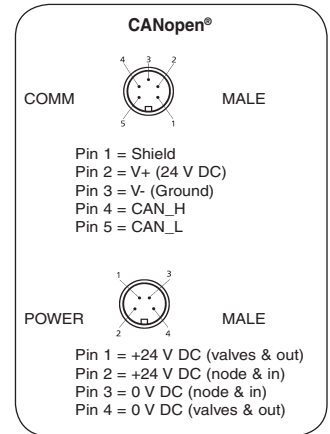 CANopen®
4 3 2
COMM MALE
5 1
Pin 1 = Shield
Pin 2 = V+ (24 V DC)
Pin 3 = V- (Ground)
Pin 4 = CAN_H
Pin 5 = CAN_L
1 3
POWER MALE
2 4
Pin 1 = +24 V DC (valves & out)
Pin 2 = +24 V DC (node & in)
Pin 3 = 0 V DC (node & in)
Pin 4 = 0 V DC (valves & out)